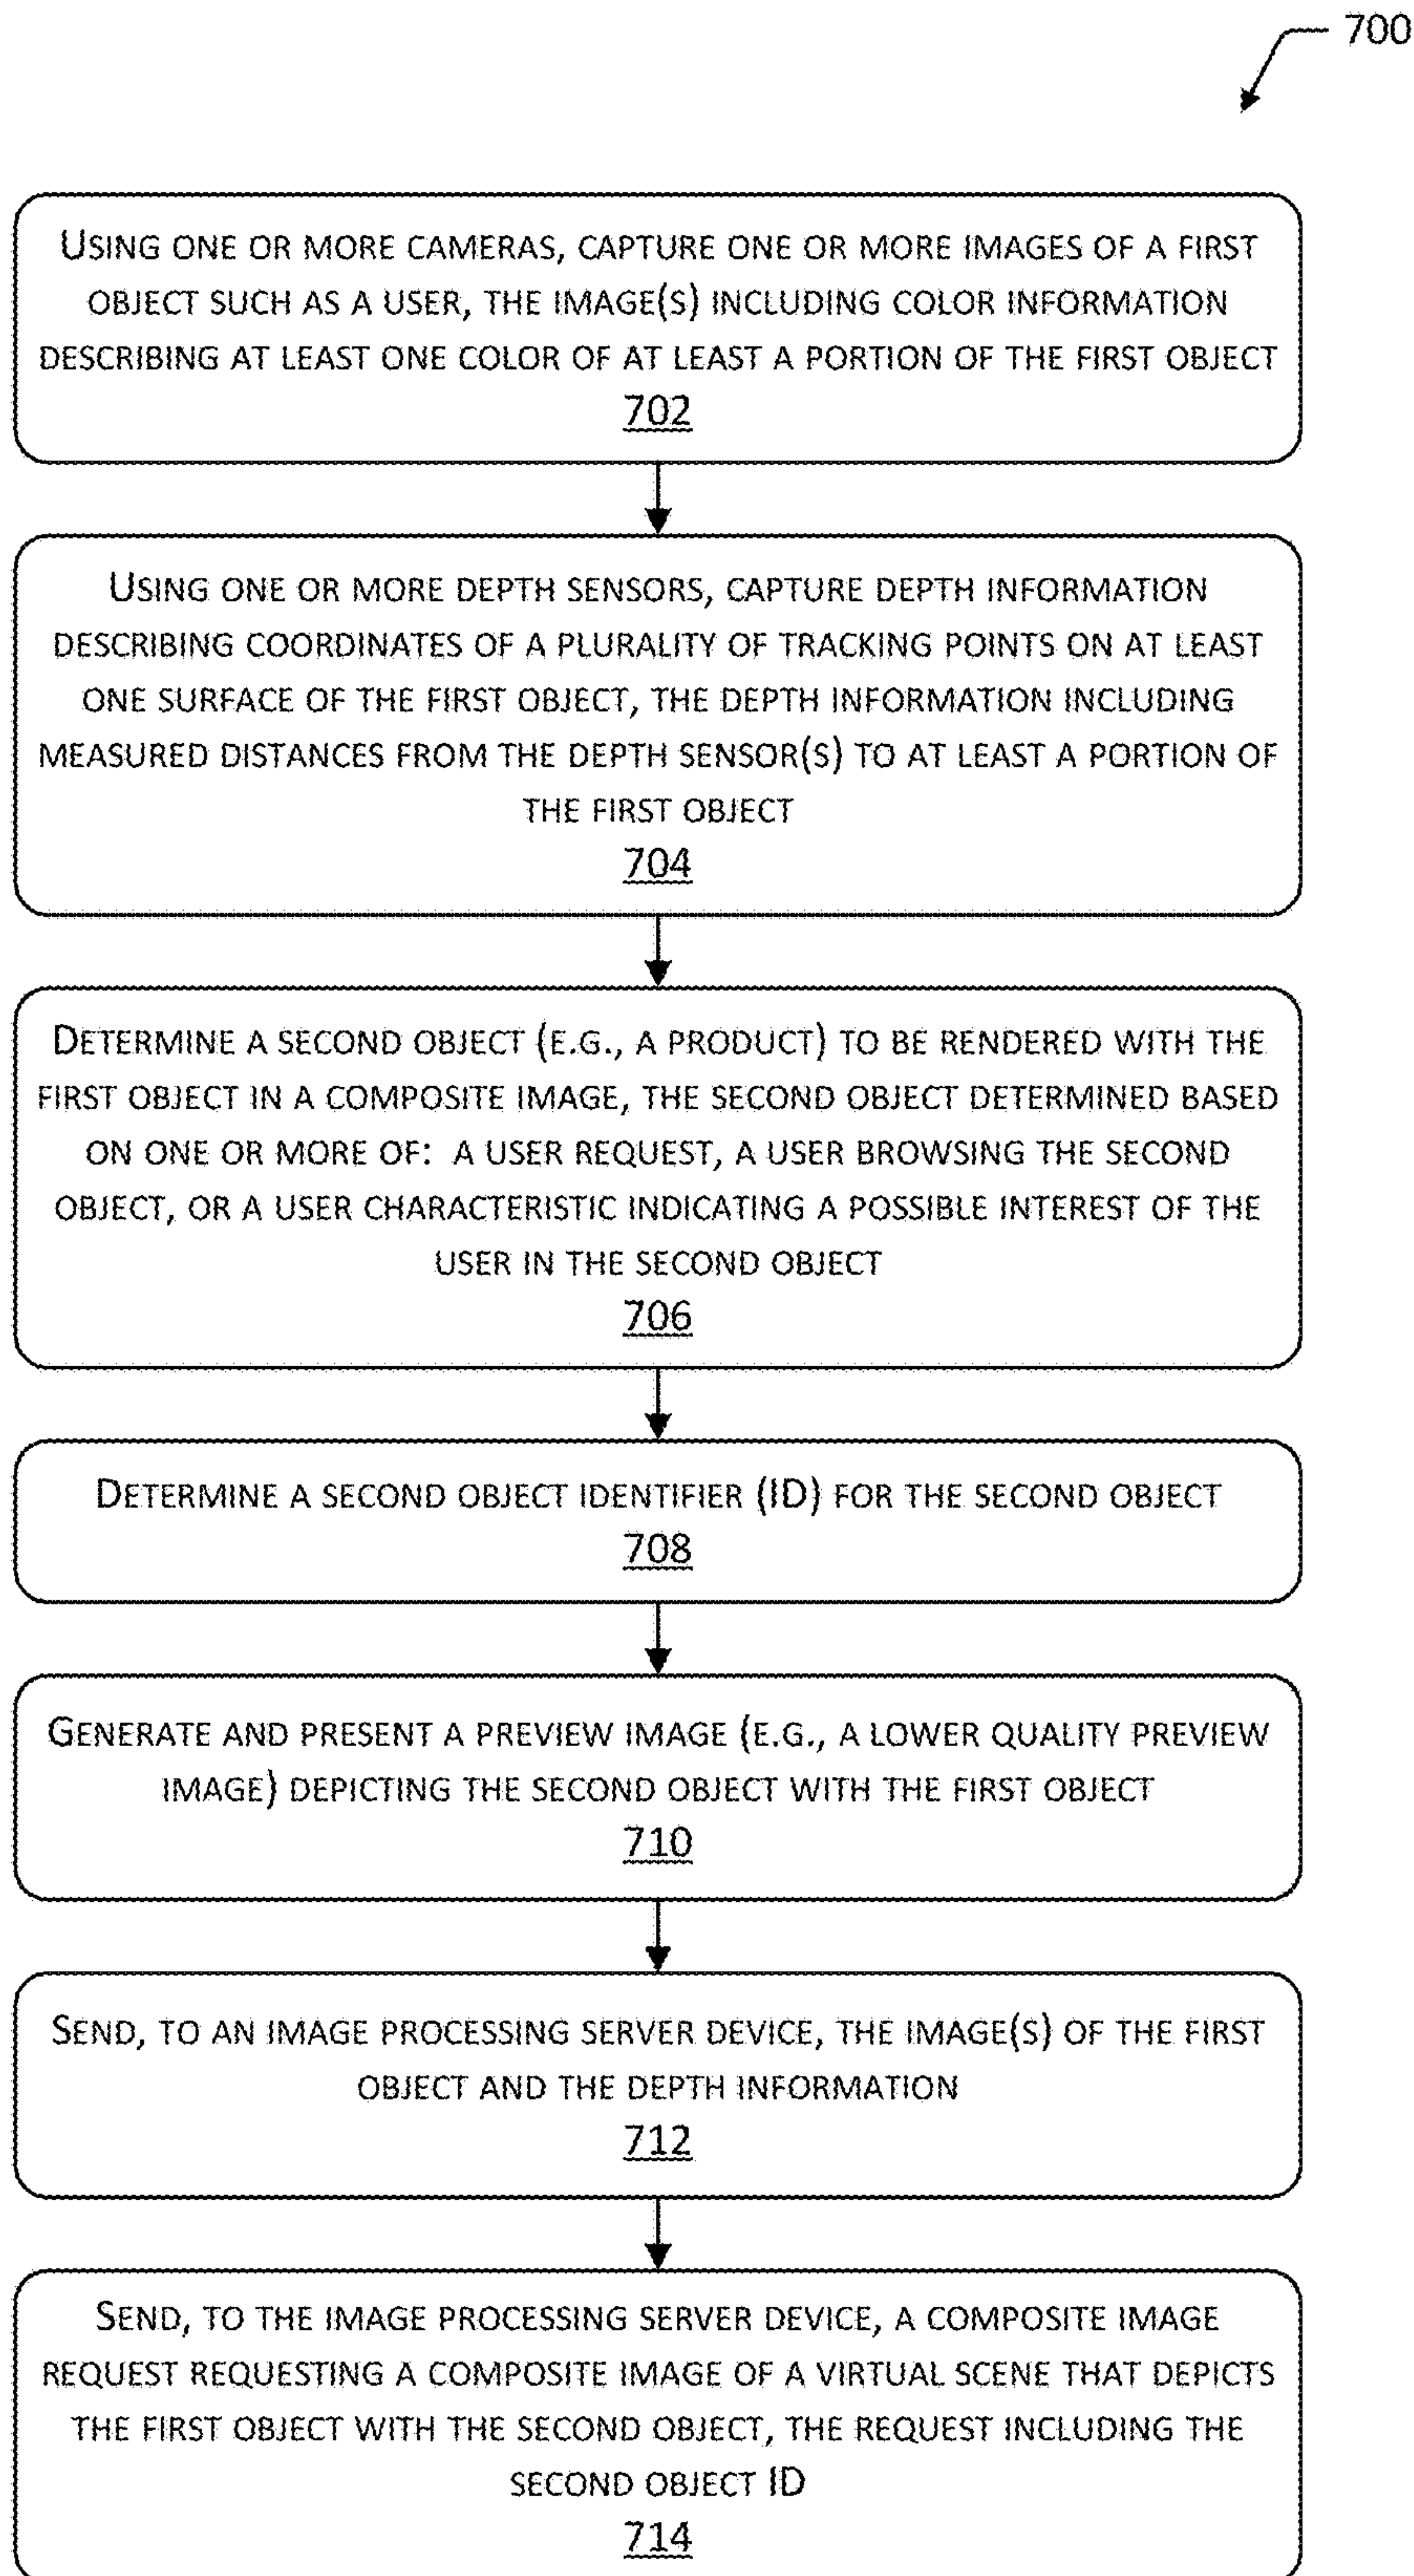 700
USING ONE OR MORE CAMERAS, CAPTURE ONE OR MORE IMAGES OF A FIRST
OBJECT SUCH AS A USER, THE IMAGE(S) INCLUDING COLOR INFORMATION
DESCRIBING AT LEAST ONE COLOR OF AT LEAST A PORTION OF THE FIRST OBJECT
702
USING ONE OR MORE DEPTH SENSORS, CAPTURE DEPTH INFORMATION
DESCRIBING COORDINATES OF A PLURALITY OF TRACKING POINTS ON AT LEAST
ONE SURFACE OF THE FIRST OBJECT, THE DEPTH INFORMATION INCLUDING
MEASURED DISTANCES FROM THE DEPTH SENSOR(S) TO AT LEAST A PORTION OF
THE FIRST OBJECT
704
DETERMINE A SECOND OBJECT (E.G., A PRODUCT) TO BE RENDERED WITH THE
FIRST OBJECT IN A COMPOSITE IMAGE, THE SECOND OBJECT DETERMINED BASED
ON ONE OR MORE OF: A USER REQUEST, A USER BROWSING THE SECOND
OBJECT, OR A USER CHARACTERISTIC INDICATING A POSSIBLE INTEREST OF THE
USER IN THE SECOND OBJECT
706
DETERMINE A SECOND OBJECT IDENTIFIER (ID) FOR THE SECOND OBJECT
708
GENERATE AND PRESENT A PREVIEW IMAGE (E.G., A LOWER QUALITY PREVIEW
IMAGE) DEPICTING THE SECOND OBJECT WITH THE FIRST OBJECT
710
SEND, TO AN IMAGE PROCESSING SERVER DEVICE, THE IMAGE(S) OF THE FIRST
OBJECT AND THE DEPTH INFORMATION
712
SEND, TO THE IMAGE PROCESSING SERVER DEVICE, A COMPOSITE IMAGE
REQUEST REQUESTING A COMPOSITE IMAGE OF A VIRTUAL SCENE THAT DEPICTS
THE FIRST OBJECT WITH THE SECOND OBJECT, THE REQUEST INCLUDING THE
SECOND OBJECT ID
714